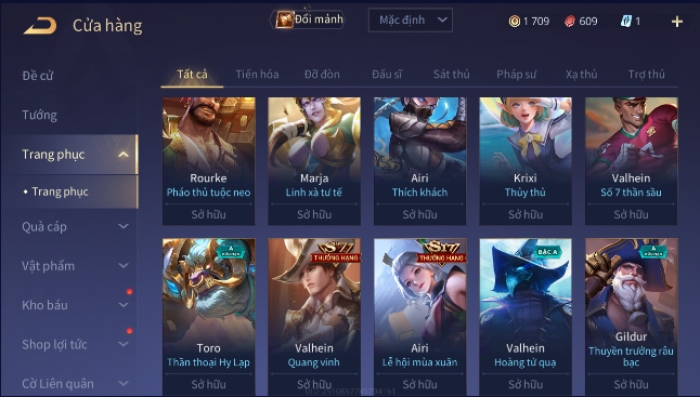 Cửa hàng
Đổi mảnh
Mặc định
1 709
609
1
Đề cử
Tướng
Trang phục
• Trang phục
Quà cáp
Vật phẩm
Kho báu
Shop lợi tức
Cờ Liên quân
Tất cả
Tiến hóa
Đỡ đòn
Đấu sĩ
Sát thủ
Pháp sư
Xạ thủ
Trợ thủ
Rourke
Pháo thủ tuộc neo
Sở hữu
Marja
Linh xà tư tế
Sở hữu
Airi
Thích khách
Sở hữu
Krixi
Thủy thủ
Sở hữu
Valhein
Số 7 thần sầu
Sở hữu
A
Toro
Thần thoại Hy Lạp
Sở hữu
S17
THƯỞNG HẠNG
Valhein
Quang vinh
Sở hữu
S17
THƯỞNG HẠNG
Airi
Lễ hội mùa xuân
Sở hữu
BẬC A
Valhein
Hoàng tử quạ
Sở hữu
A
Gildur
Thuyền trưởng râu
bạc
Sở hữu